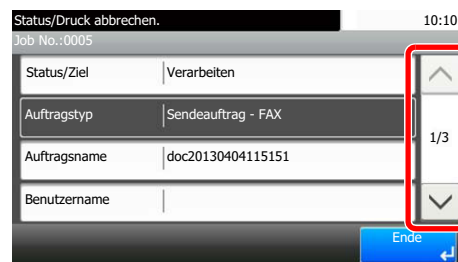 Status/Druck abbrechen. 10:10
Job No.:0005
Status/Ziel Verarbeiten
Auftragstyp Sendeauftrag - FAX
1/3
Auftragsname doc20130404115151
Benutzername
Ende